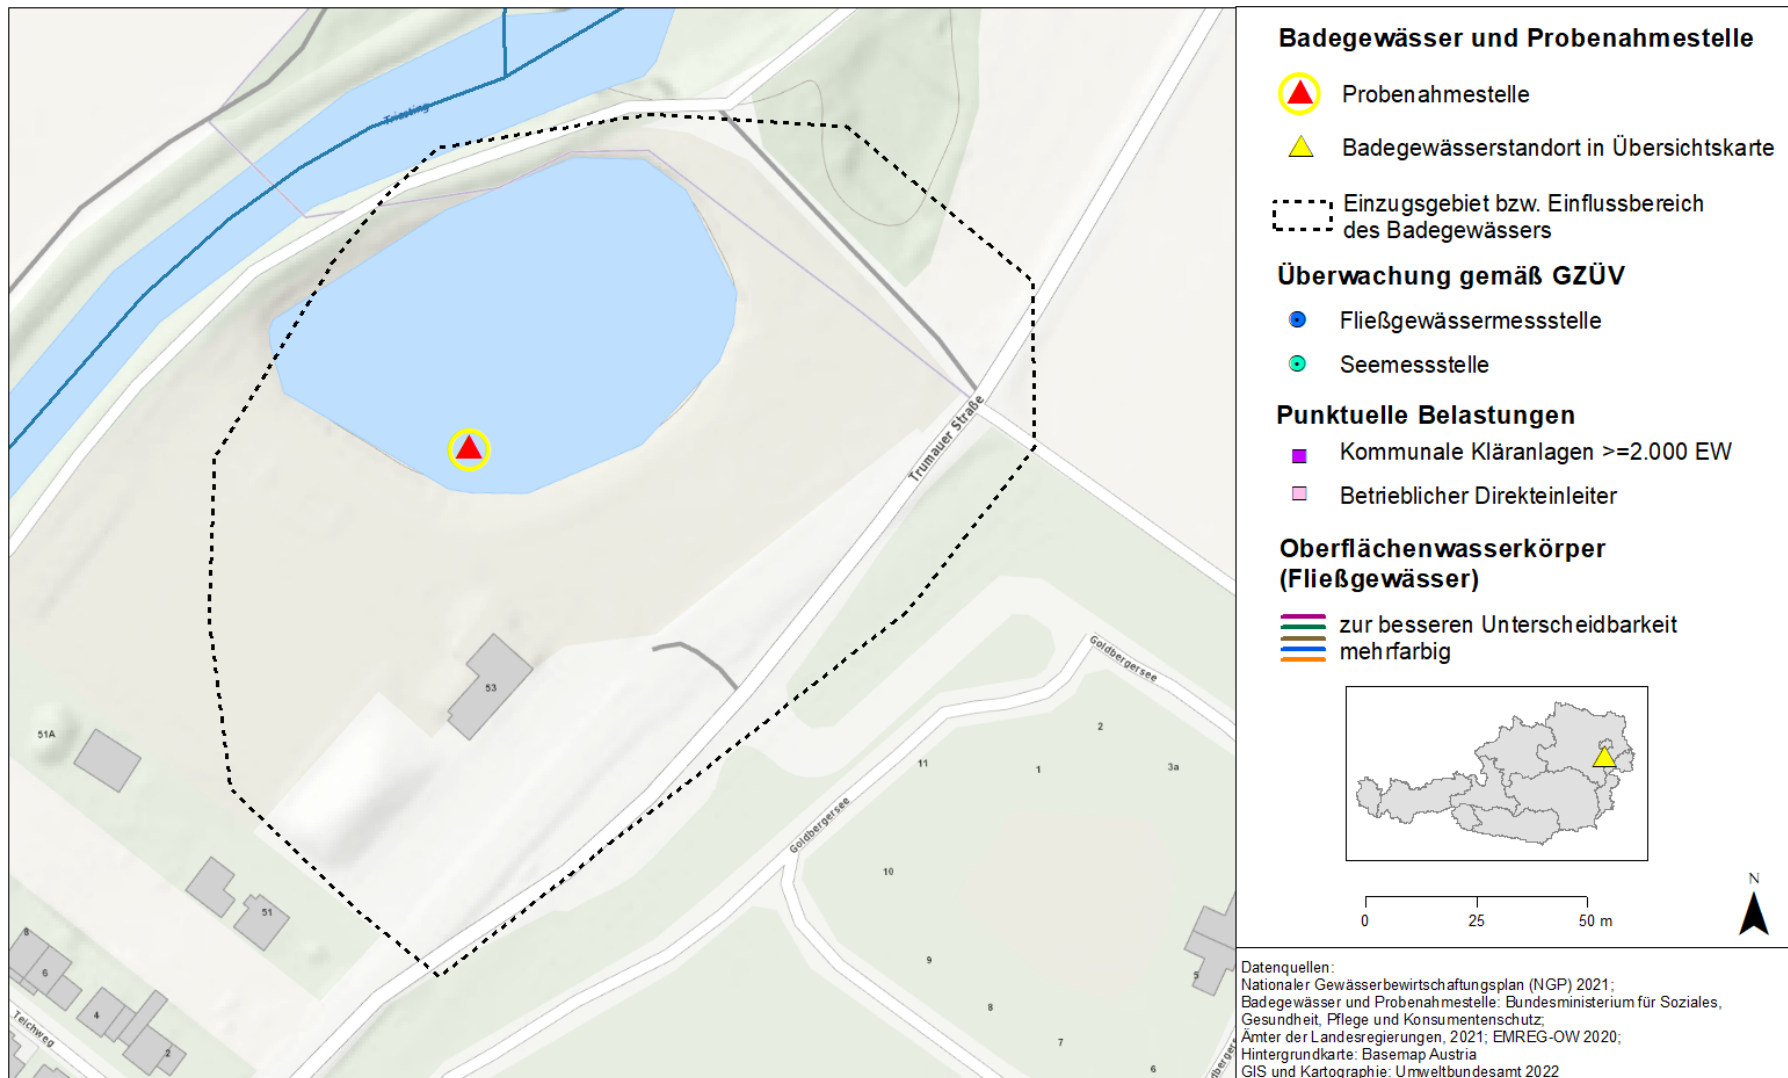 Badegewässer und Probenahmestelle
Probenahmestelle
Badegewässerstandort in Übersichtskarte
Einzugsgebiet bzw. Einflussbereich
des Badegewässers
Überwachung gemäß GZÜV
Fließgewässermessstelle
Seemessstelle
Punktuelle Belastungen
Kommunale Kläranlagen >=2.000 EW
Betrieblicher Direkteinleiter
Oberflächenwasserkörper
(Fließgewässer)
zur besseren Unterscheidbarkeit
mehrfarbig
N
0 25 50 m
Datenquellen:
Nationaler Gewässerbewirtschaftungsplan (NGP) 2021;
Badegewässer und Probenahmestelle: Bundesministerium für Soziales,
Gesundheit, Pflege und Konsumentenschutz;
Ämter der Landesregierungen, 2021; EMREG-OW 2020;
Hintergrundkarte: Basemap Austria
GIS und Kartographie: Umweltbundesamt 2022
Triesting
Trumauer Straße
Goldbergersee
Goldbergersee
53
51A
51
8
6
4
2
Teichweg
2
3a
11
1
10
9
8
7
6
5